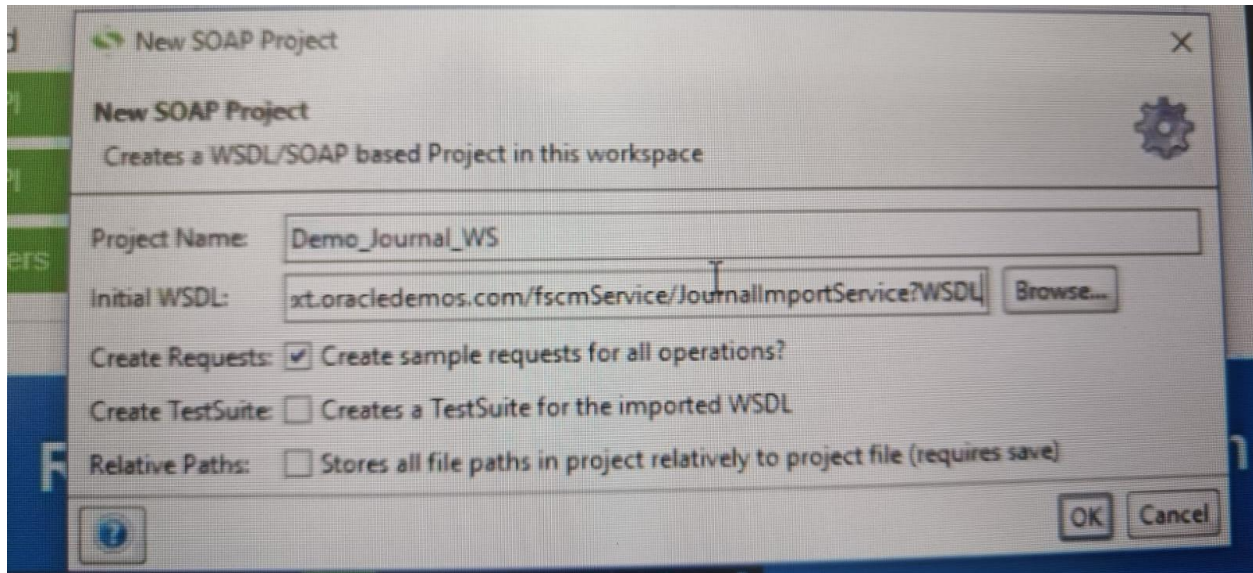 New SOAP Project
New SOAP Project
Creates a WSDL/SOAP based Project in this workspace
Project Name: Demo_Journal_WS
Initial WSDL: xt.oracledemos.com/fscmService/JournalImportService?WSDL Browse...
Create Requests: Create sample requests for all operations?
Create TestSuite: Creates a TestSuite for the imported WSDL
ers
Relative Paths: Stores all file paths in project relatively to project file (requires save)
OK Cancel